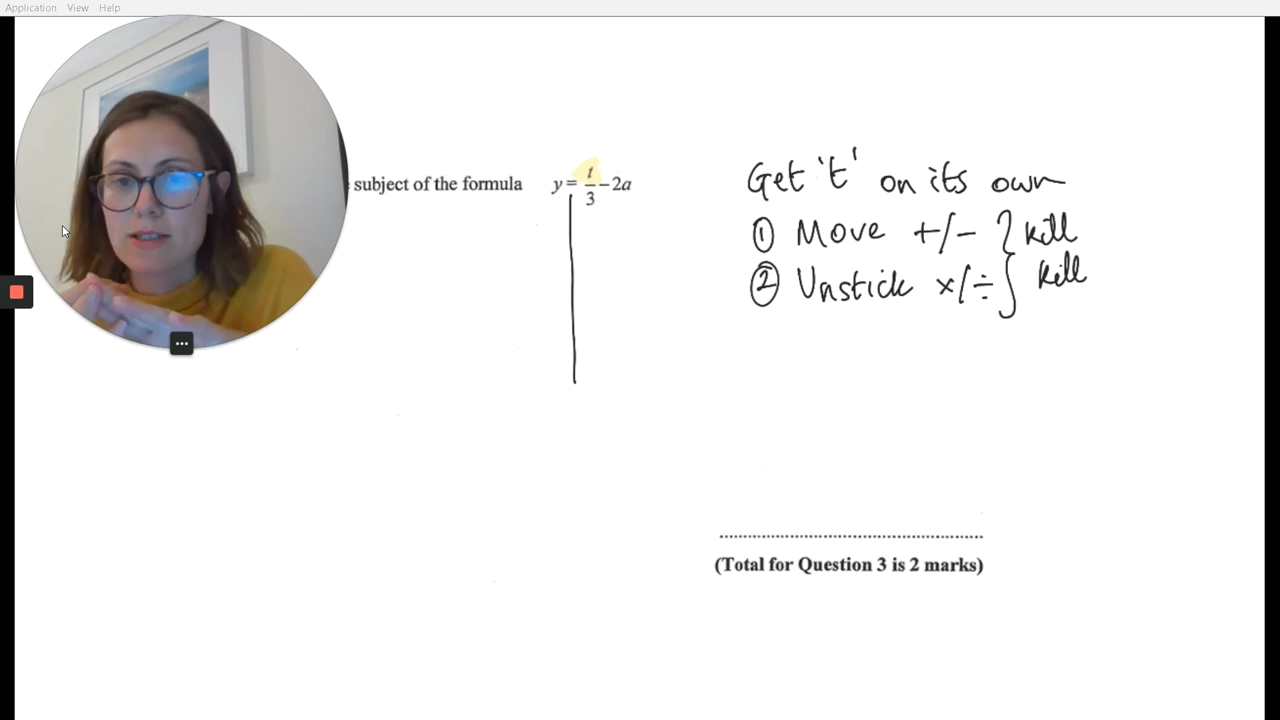 Application View Help
subject of the formula y = t/3 − 2a
Get 't' on its own
① Move +/− } kill
② Unstick ×/÷ } kill
(Total for Question 3 is 2 marks)